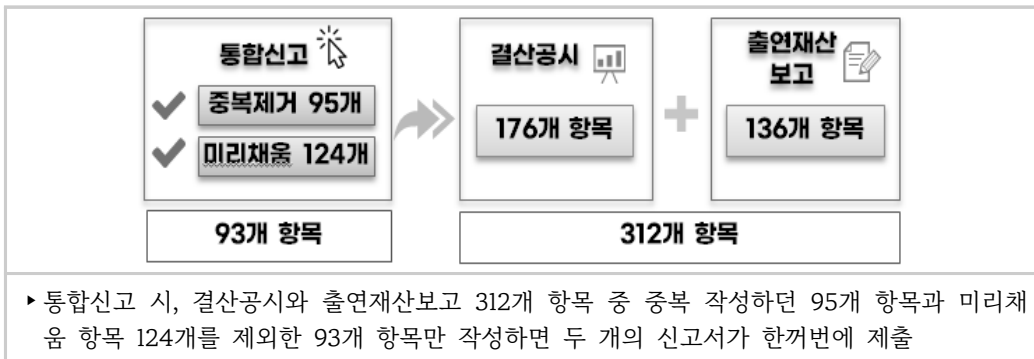 통합신고
중복제거 95개
미리채움 124개
93개 항목
결산공시
176개 항목
출연재산
보고
136개 항목
312개 항목
▸통합신고 시, 결산공시와 출연재산보고 312개 항목 중 중복 작성하던 95개 항목과 미리채
움 항목 124개를 제외한 93개 항목만 작성하면 두 개의 신고서가 한꺼번에 제출